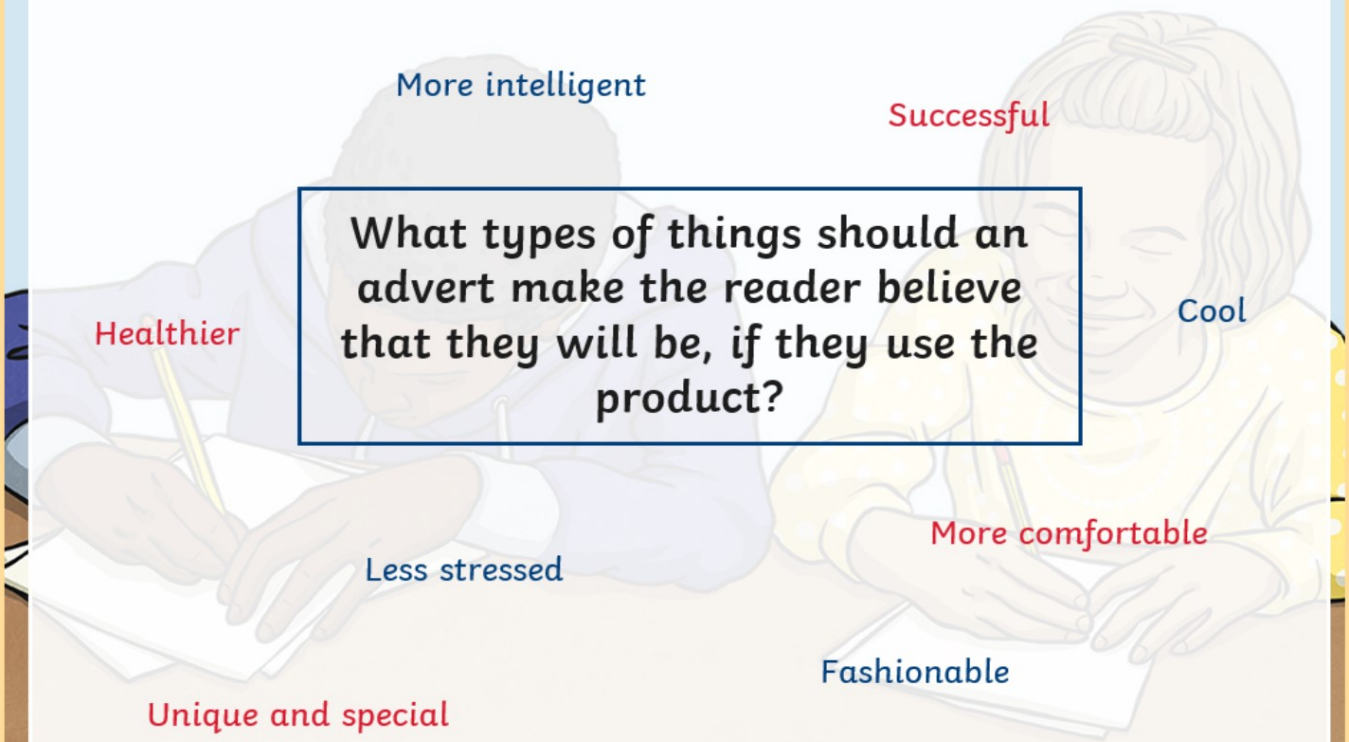 More intelligent
Successful
What types of things should an
advert make the reader believe
that they will be, if they use the
product?
Healthier
Cool
More comfortable
Less stressed
Fashionable
Unique and special